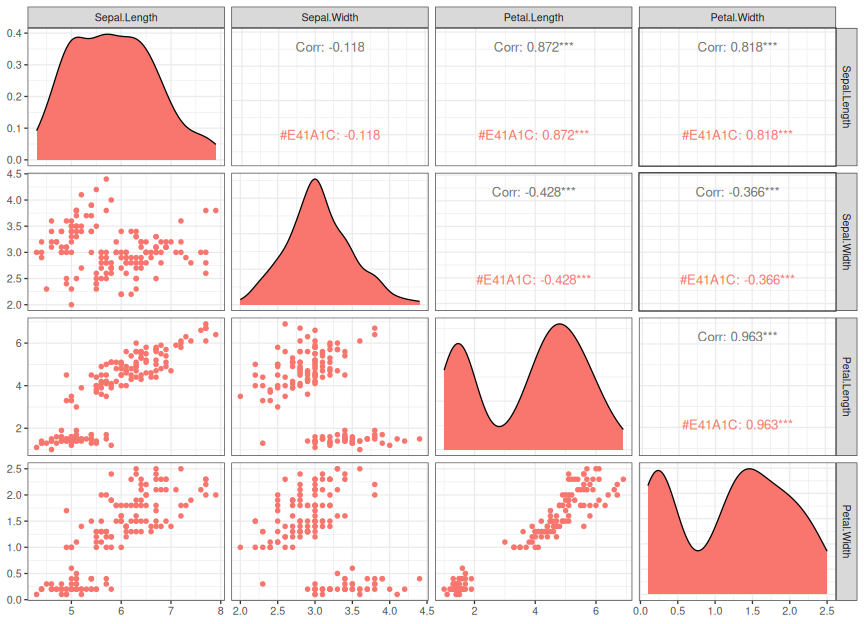 Sepal.Length Sepal.Width Petal.Length Petal.Width
0.4
0.3
0.2
0.1
0.0
Corr: -0.118
#E41A1C: -0.118
Corr: 0.872***
#E41A1C: 0.872***
Corr: 0.818***
#E41A1C: 0.818***
Sepal.Length
4.5
4.0
3.5
3.0
2.5
2.0
Corr: -0.428***
#E41A1C: -0.428***
Corr: -0.366***
#E41A1C: -0.366***
Sepal.Width
6
4
2
Corr: 0.963***
#E41A1C: 0.963***
Petal.Length
2.5
2.0
1.5
1.0
0.5
0.0
Petal.Width
5 6 7 8
2.0 2.5 3.0 3.5 4.0 4.5
2 4 6
0.0 0.5 1.0 1.5 2.0 2.5